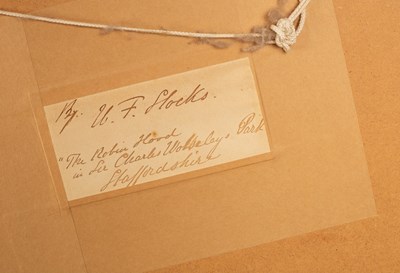 By. W. F. Stocks.
"The Robin Hood
in Sir Charles Wolseley's Park
Staffordshire